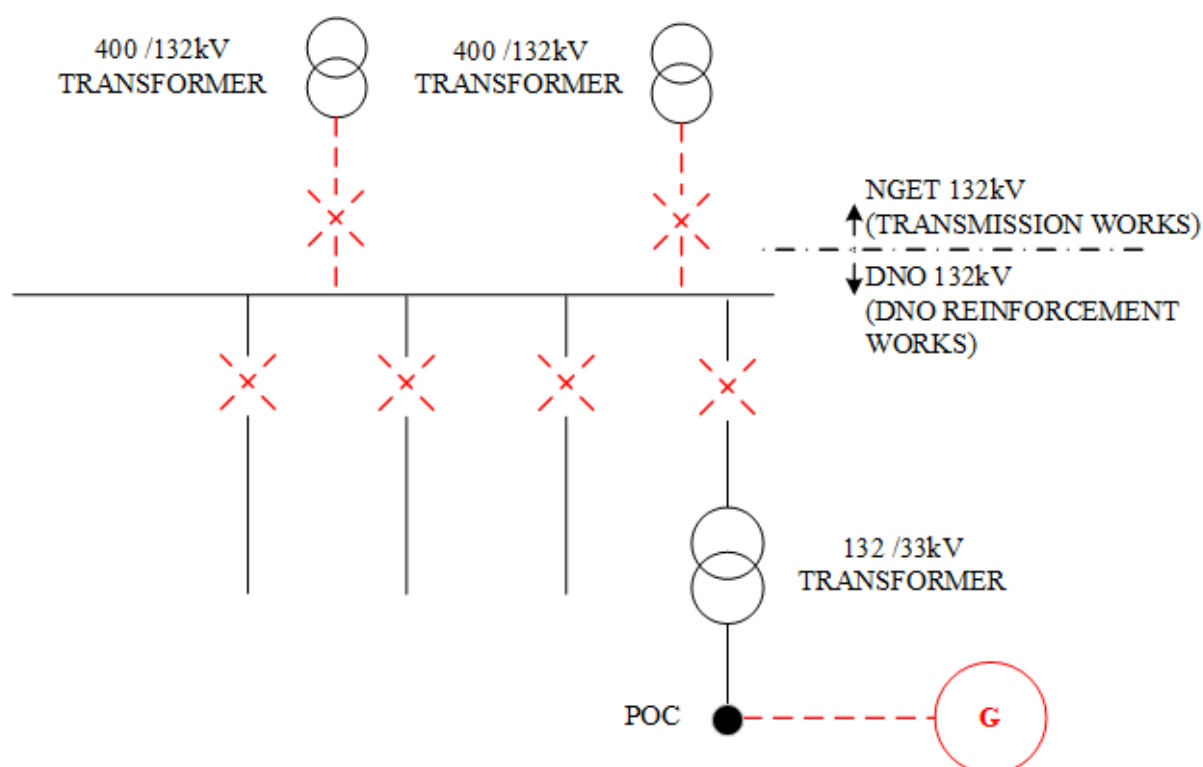 400 /132kV
TRANSFORMER
400 /132kV
TRANSFORMER
NGET 132kV
(TRANSMISSION WORKS)
DNO 132kV
(DNO REINFORCEMENT
WORKS)
132 /33kV
TRANSFORMER
POC
G